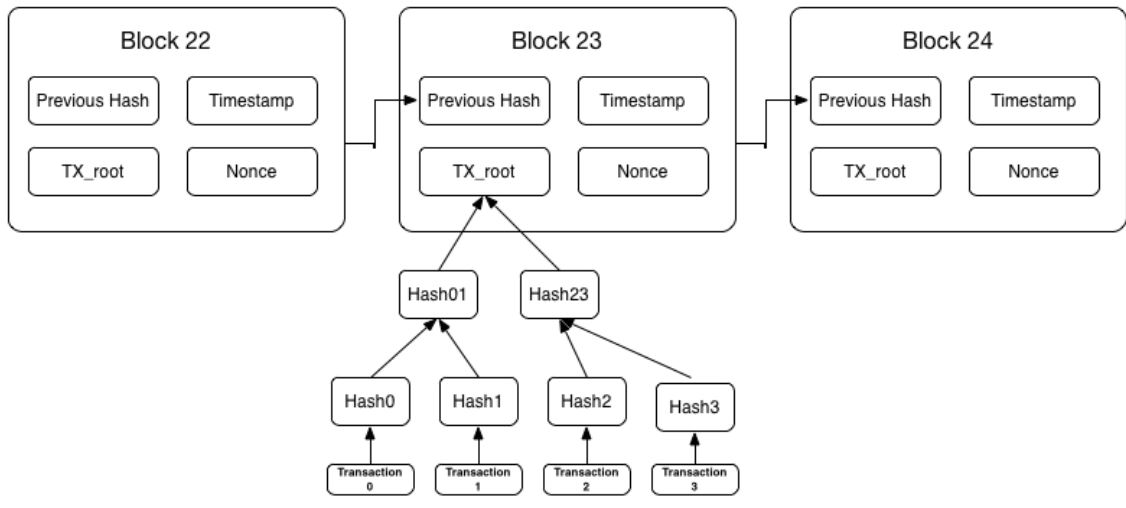 Block 22
Block 23
Block 24
Previous Hash
Timestamp
Previous Hash
Timestamp
Previous Hash
Timestamp
TX_root
Nonce
TX_root
Nonce
TX_root
Nonce
Hash01
Hash23
Hash0
Hash1
Hash2
Hash3
Transaction
0
Transaction
1
Transaction
2
Transaction
3